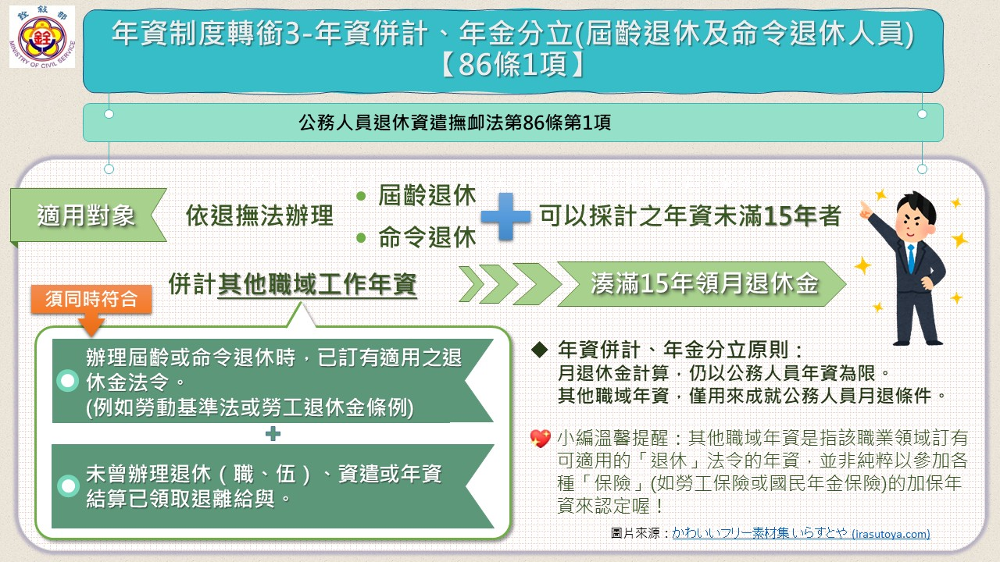 銓敘部
MINISTRY OF CIVIL SERVICE
年資制度轉銜3-年資併計、年金分立(屆齡退休及命令退休人員)
【86條1項】
公務人員退休資遣撫卹法第86條第1項
適用對象
依退撫法辦理
屆齡退休
命令退休
可以採計之年資未滿15年者
併計其他職域工作年資
湊滿15年領月退休金
須同時符合
辦理屆齡或命令退休時，已訂有適用之退
休金法令。
(例如勞動基準法或勞工退休金條例)
未曾辦理退休（職、伍）、資遣或年資
結算已領取退離給與。
年資併計、年金分立原則：
月退休金計算，仍以公務人員年資為限。
其他職域年資，僅用來成就公務人員月退條件。
小編溫馨提醒：其他職域年資是指該職業領域訂有
可適用的「退休」法令的年資，並非純粹以參加各
種「保險」(如勞工保險或國民年金保險)的加保年
資來認定喔！
圖片來源：かわいいフリー素材集 いらすとや (irasutoya.com)